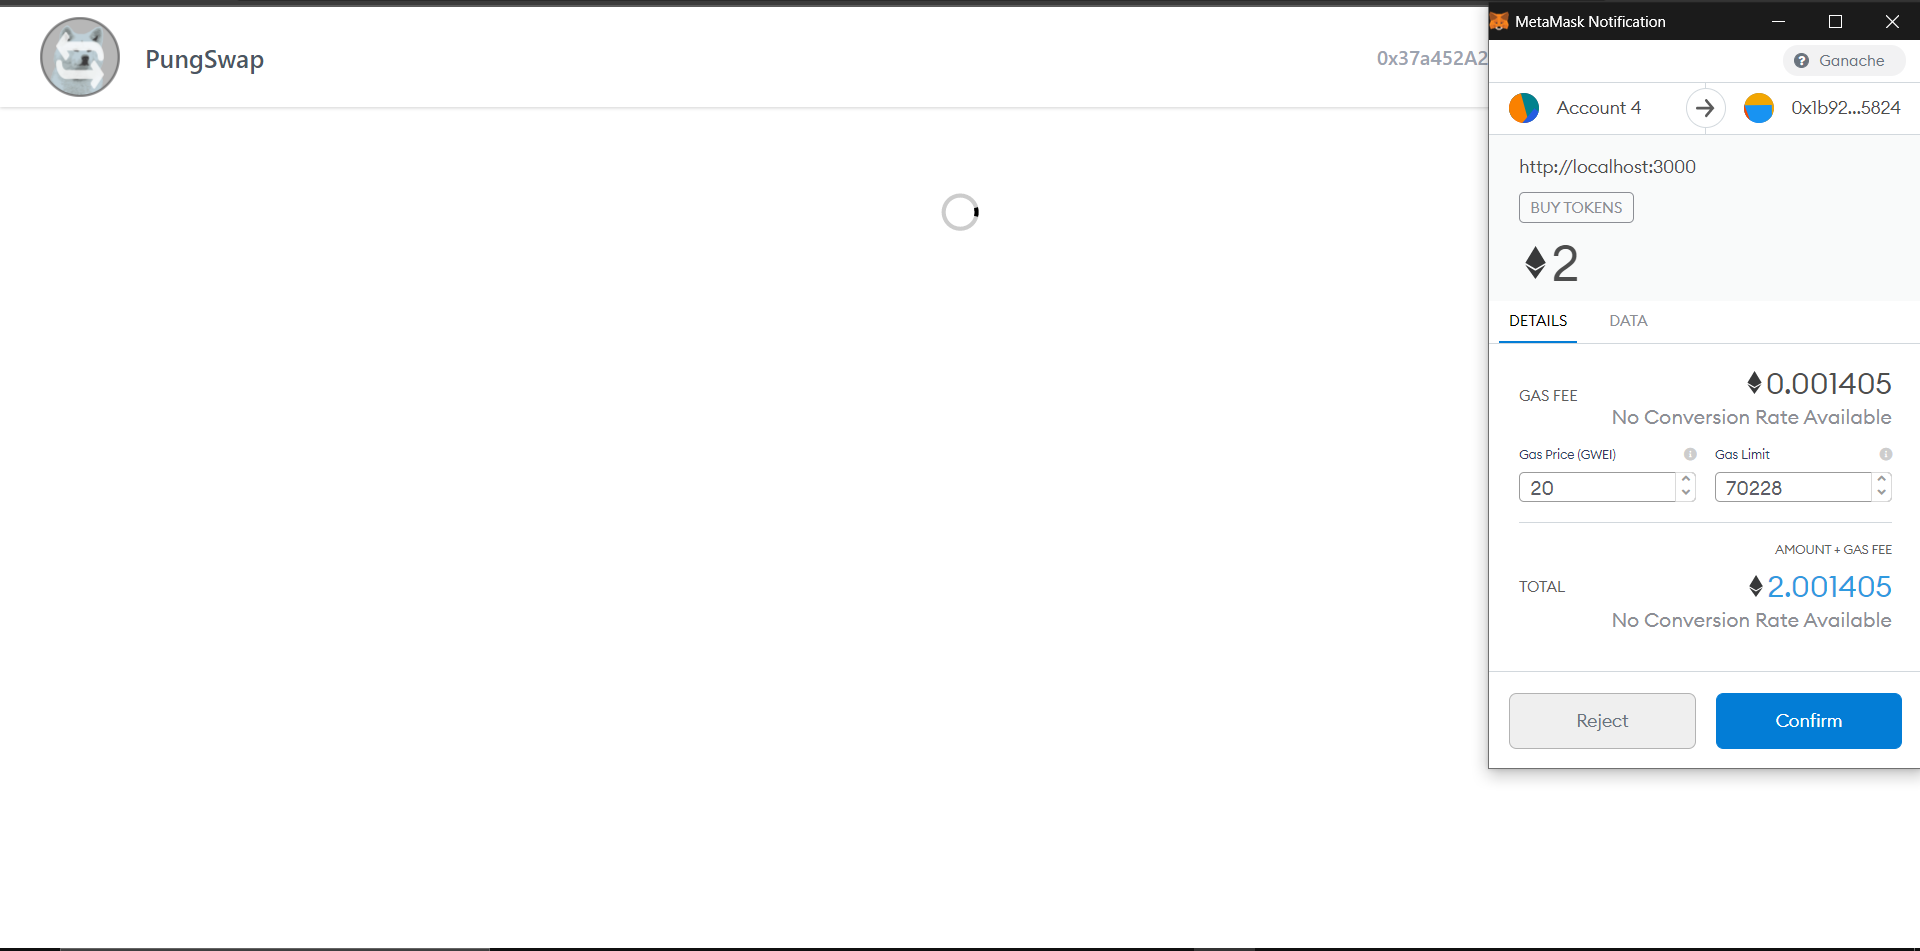 PungSwap
0x37a452A2
MetaMask Notification
Ganache
Account 4
0x1b92...5824
http://localhost:3000
BUY TOKENS
2
DETAILS
DATA
GAS FEE
0.001405
No Conversion Rate Available
Gas Price (GWEI)
Gas Limit
20
70228
AMOUNT + GAS FEE
TOTAL
2.001405
No Conversion Rate Available
Reject
Confirm